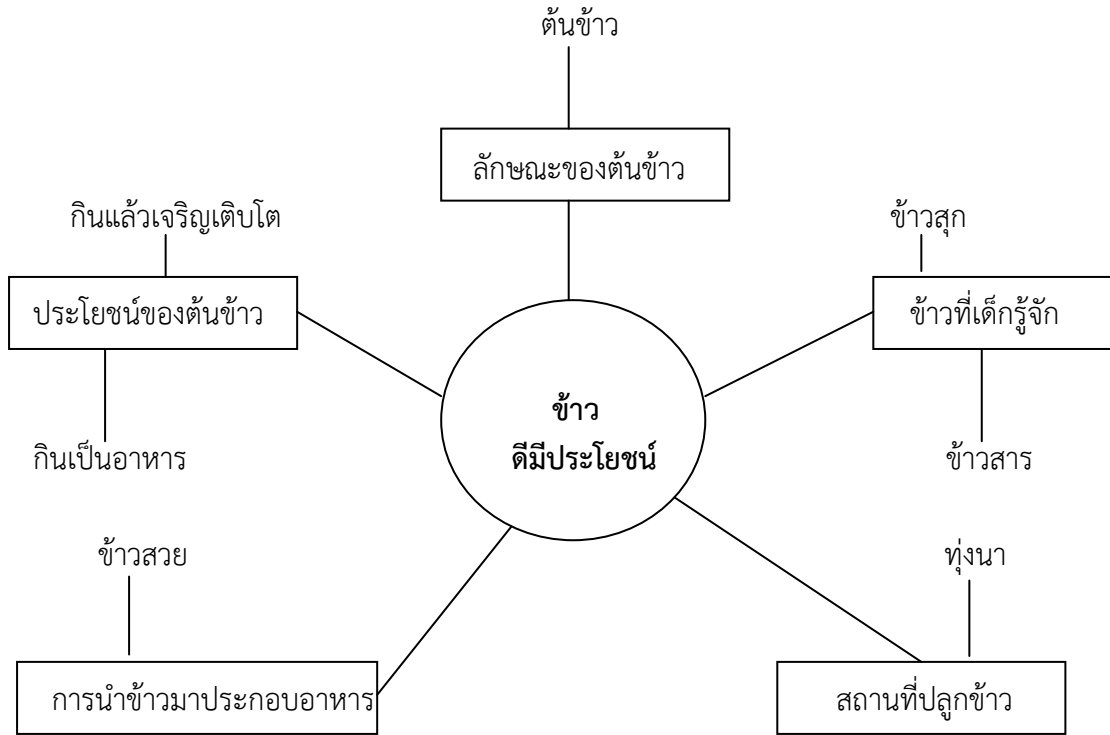 ต้นข้าว
ลักษณะของต้นข้าว
กินแล้วเจริญเติบโต
ข้าวสุก
ประโยชน์ของต้นข้าว
ข้าวที่เด็กรู้จัก
ข้าว
ดีมีประโยชน์
กินเป็นอาหาร
ข้าวสาร
ข้าวสวย
ทุ่งนา
การนำข้าวมาประกอบอาหาร
สถานที่ปลูกข้าว